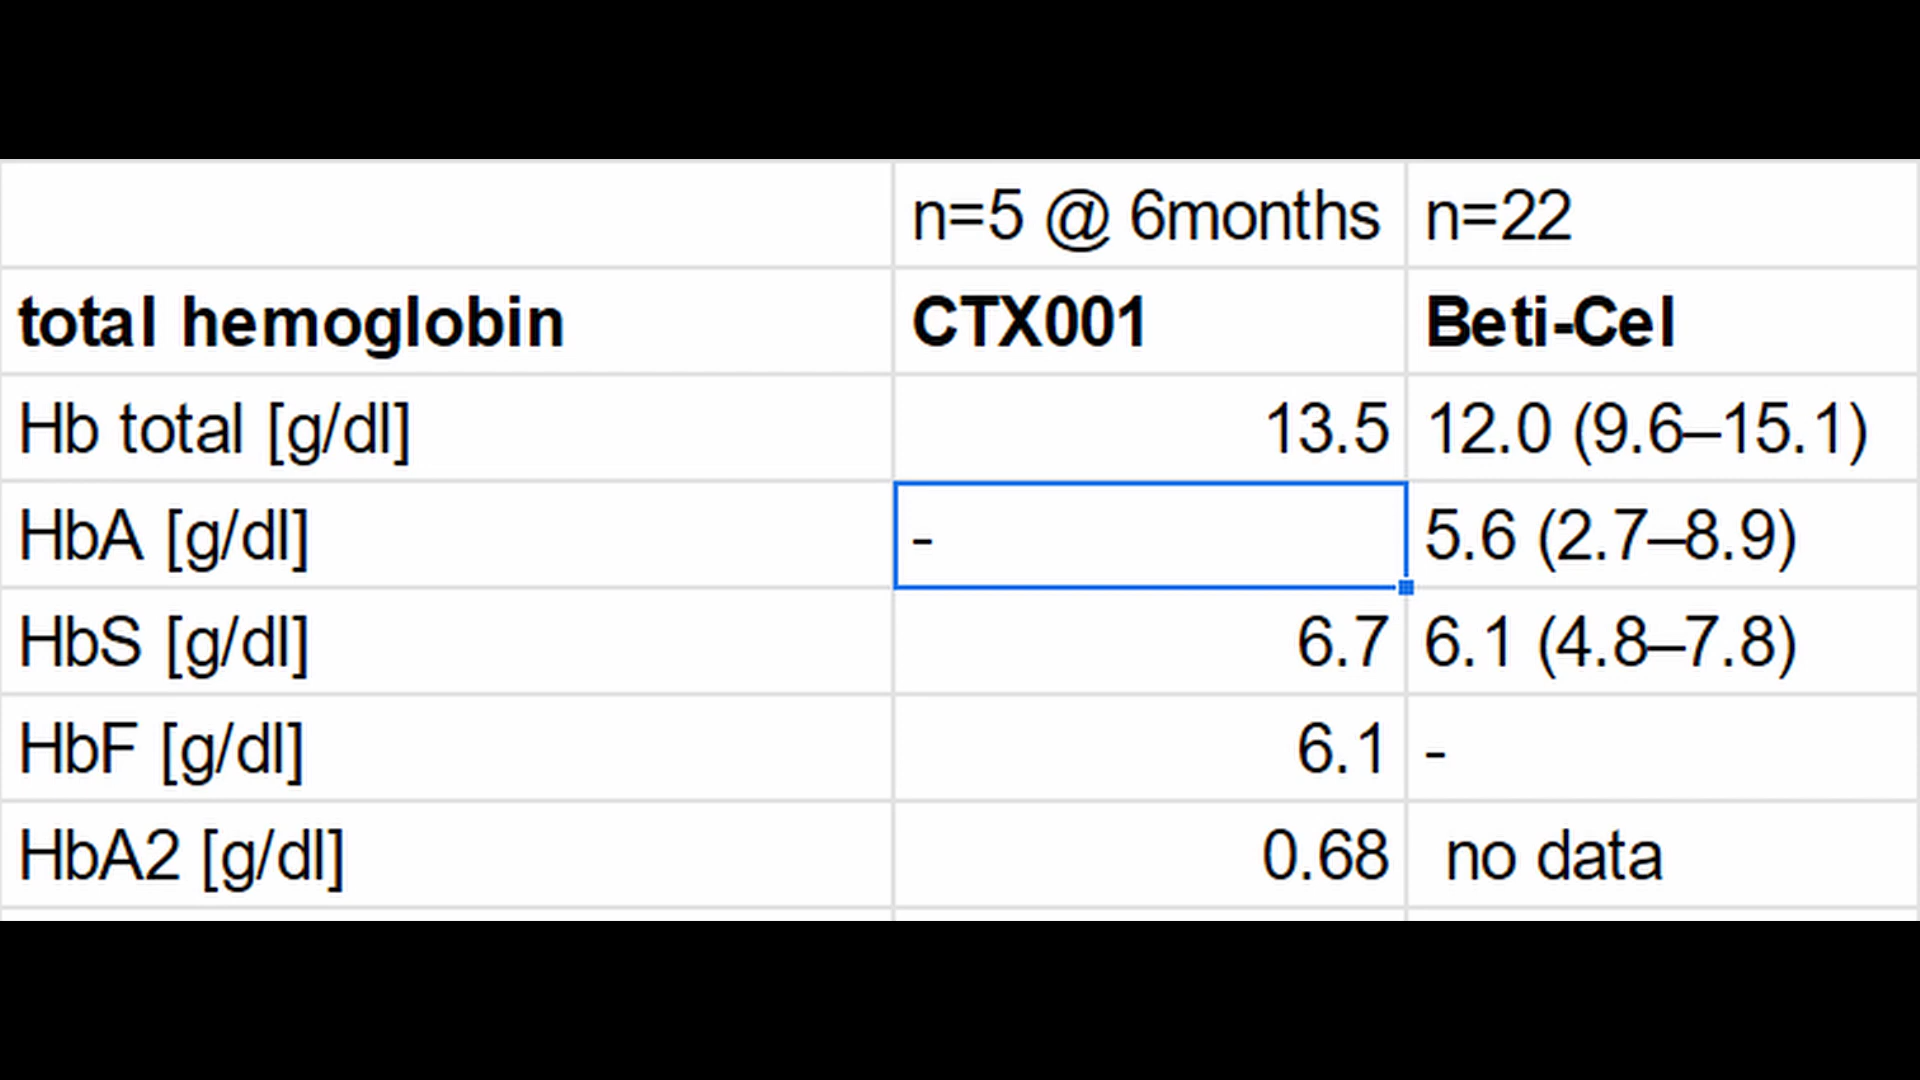 n=5 @ 6months n=22
total hemoglobin CTX001 Beti-Cel
Hb total [g/dl] 13.5 12.0 (9.6–15.1)
HbA [g/dl] - 5.6 (2.7–8.9)
HbS [g/dl] 6.7 6.1 (4.8–7.8)
HbF [g/dl] 6.1 -
HbA2 [g/dl] 0.68 no data